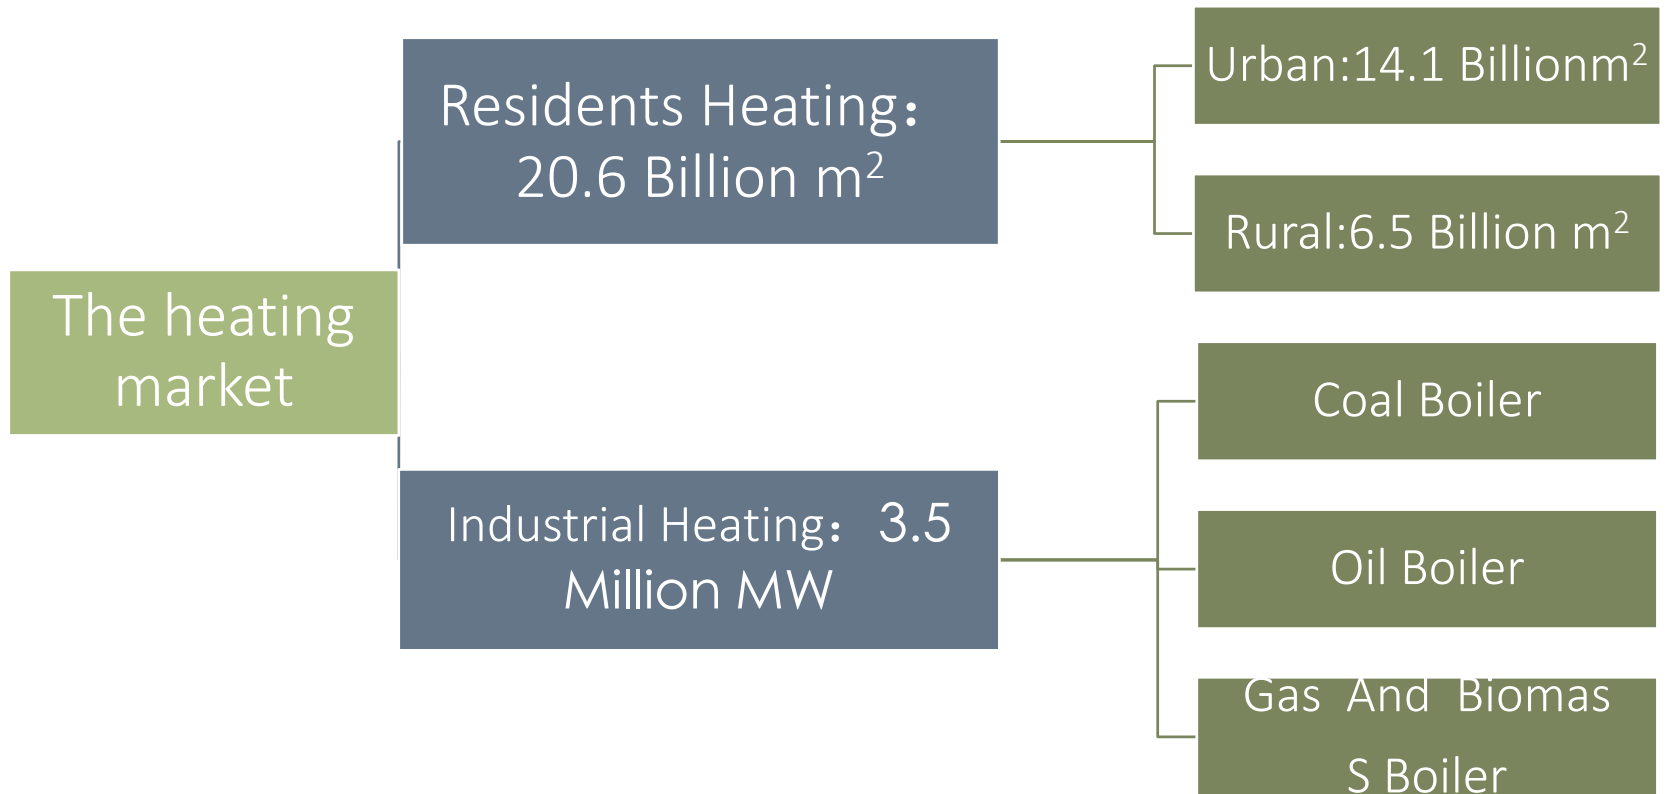 The heating
market
Residents Heating：
20.6 Billion m²
Urban:14.1 Billionm²
Rural:6.5 Billion m²
Industrial Heating： 3.5
Million MW
Coal Boiler
Oil Boiler
Gas And Biomas
S Boiler